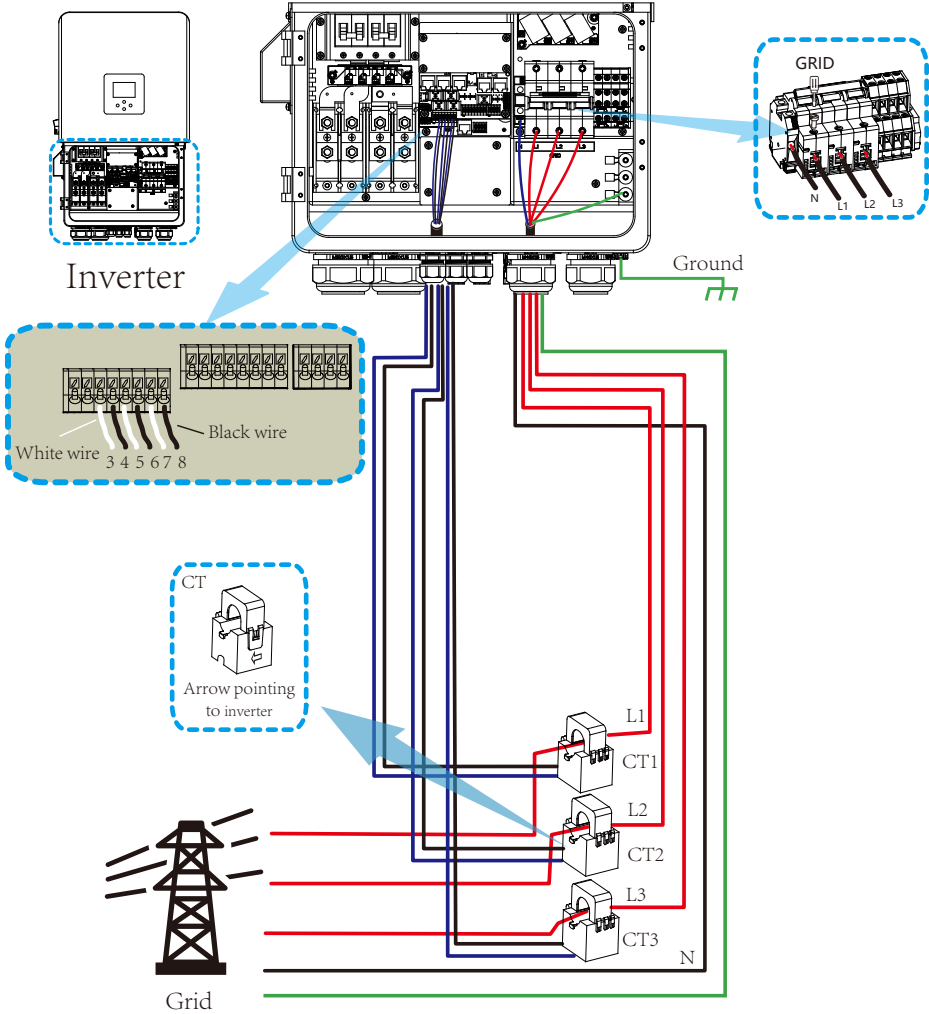 GRID
N L1 L2 L3
Inverter
Ground
White wire
Black wire
3 4 5 6 7 8
CT
Arrow pointing
to inverter
L1
CT1
L2
CT2
L3
CT3
N
Grid